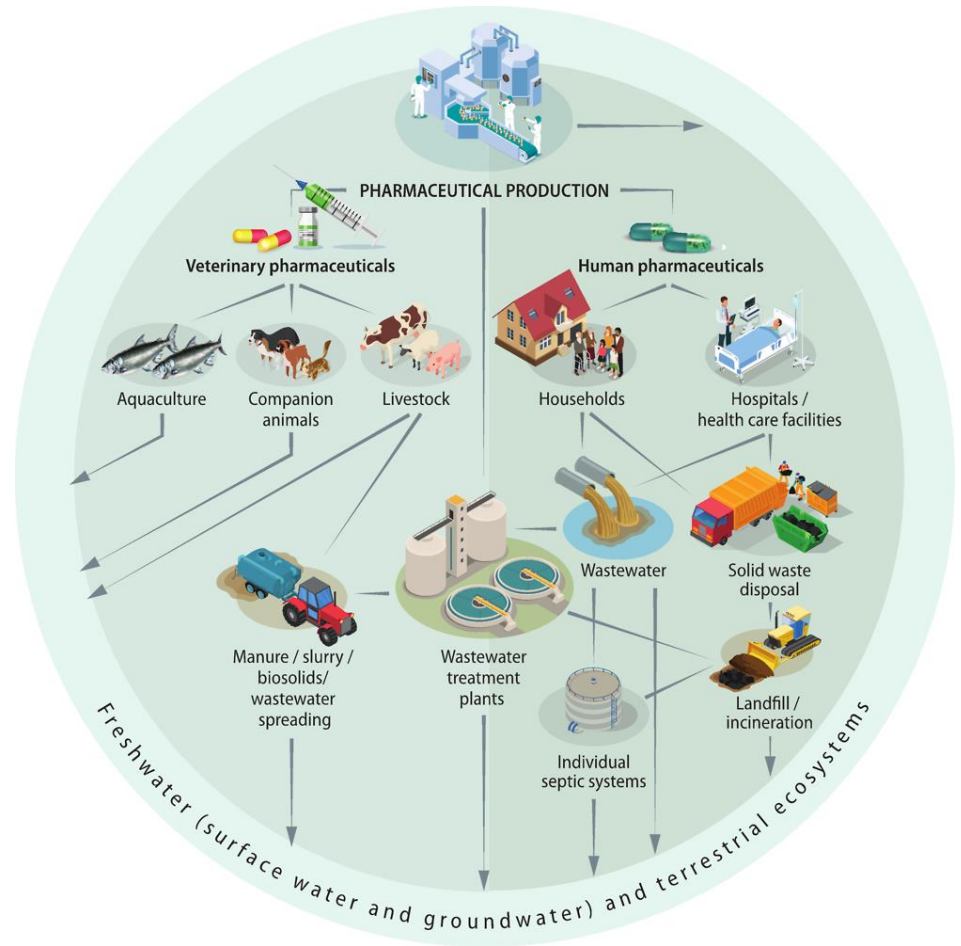 PHARMACEUTICAL PRODUCTION
Veterinary pharmaceuticals
Human pharmaceuticals
Aquaculture
Companion
animals
Livestock
Households
Hospitals /
health care facilities
Wastewater
Solid waste
disposal
Manure / slurry /
biosolids/
wastewater
spreading
Wastewater
treatment
plants
Individual
septic systems
Landfill /
incineration
Freshwater (surface water and groundwater) and terrestrial ecosystems